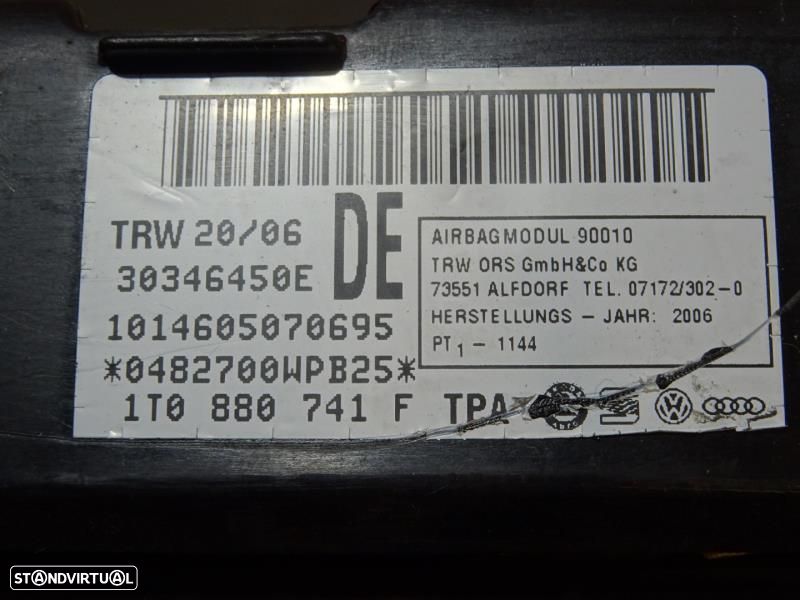 TRW 20/06
DE
30346450E
1014605070695
*0482700WPB25*
1T0 880 741 F TPA
AIRBAGMODUL 90010
TRW ORS GmbH&Co KG
73551 ALFDORF TEL. 07172/302-0
HERSTELLUNGS - JAHR: 2006
PT1 - 1144
STANDVIRTUAL